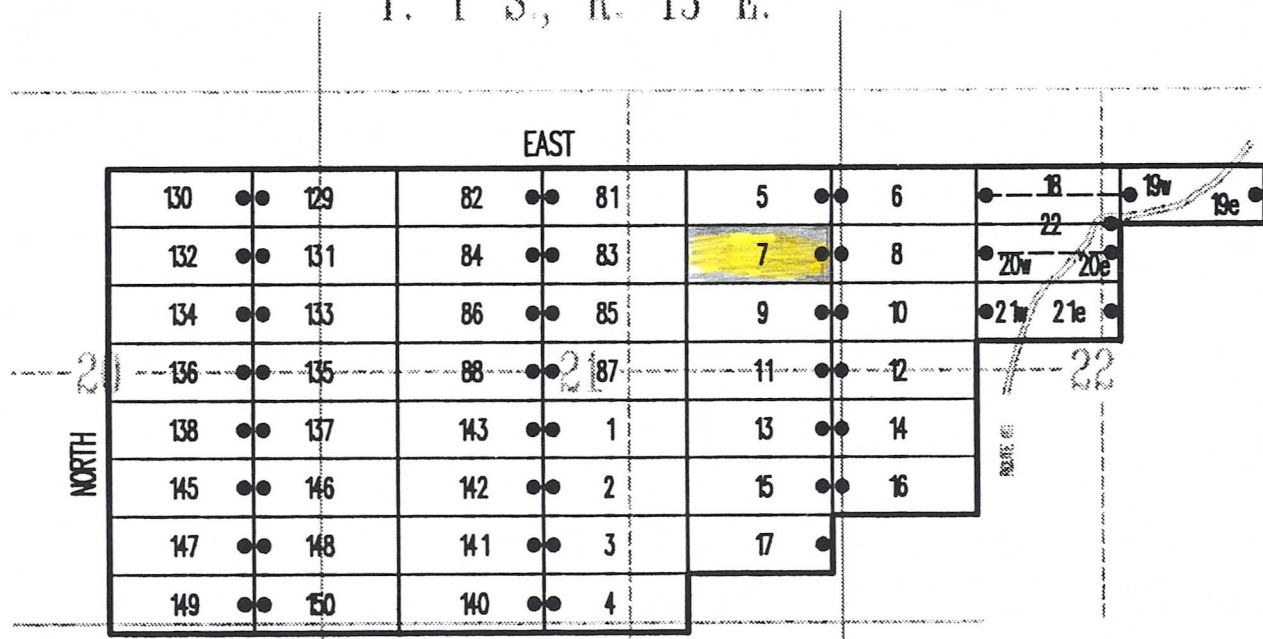 T. 1 S., R. 13 E.
EAST
130 129 82 81 5 6 18 19w 19e
22
132 131 84 83 7 8 20w 20e
134 133 86 85 9 10 21w 21e
20 136 135 88 21 87 11 12 22
138 137 143 1 13 14
NORTH
145 146 142 2 15 16
147 148 141 3 17
149 150 140 4